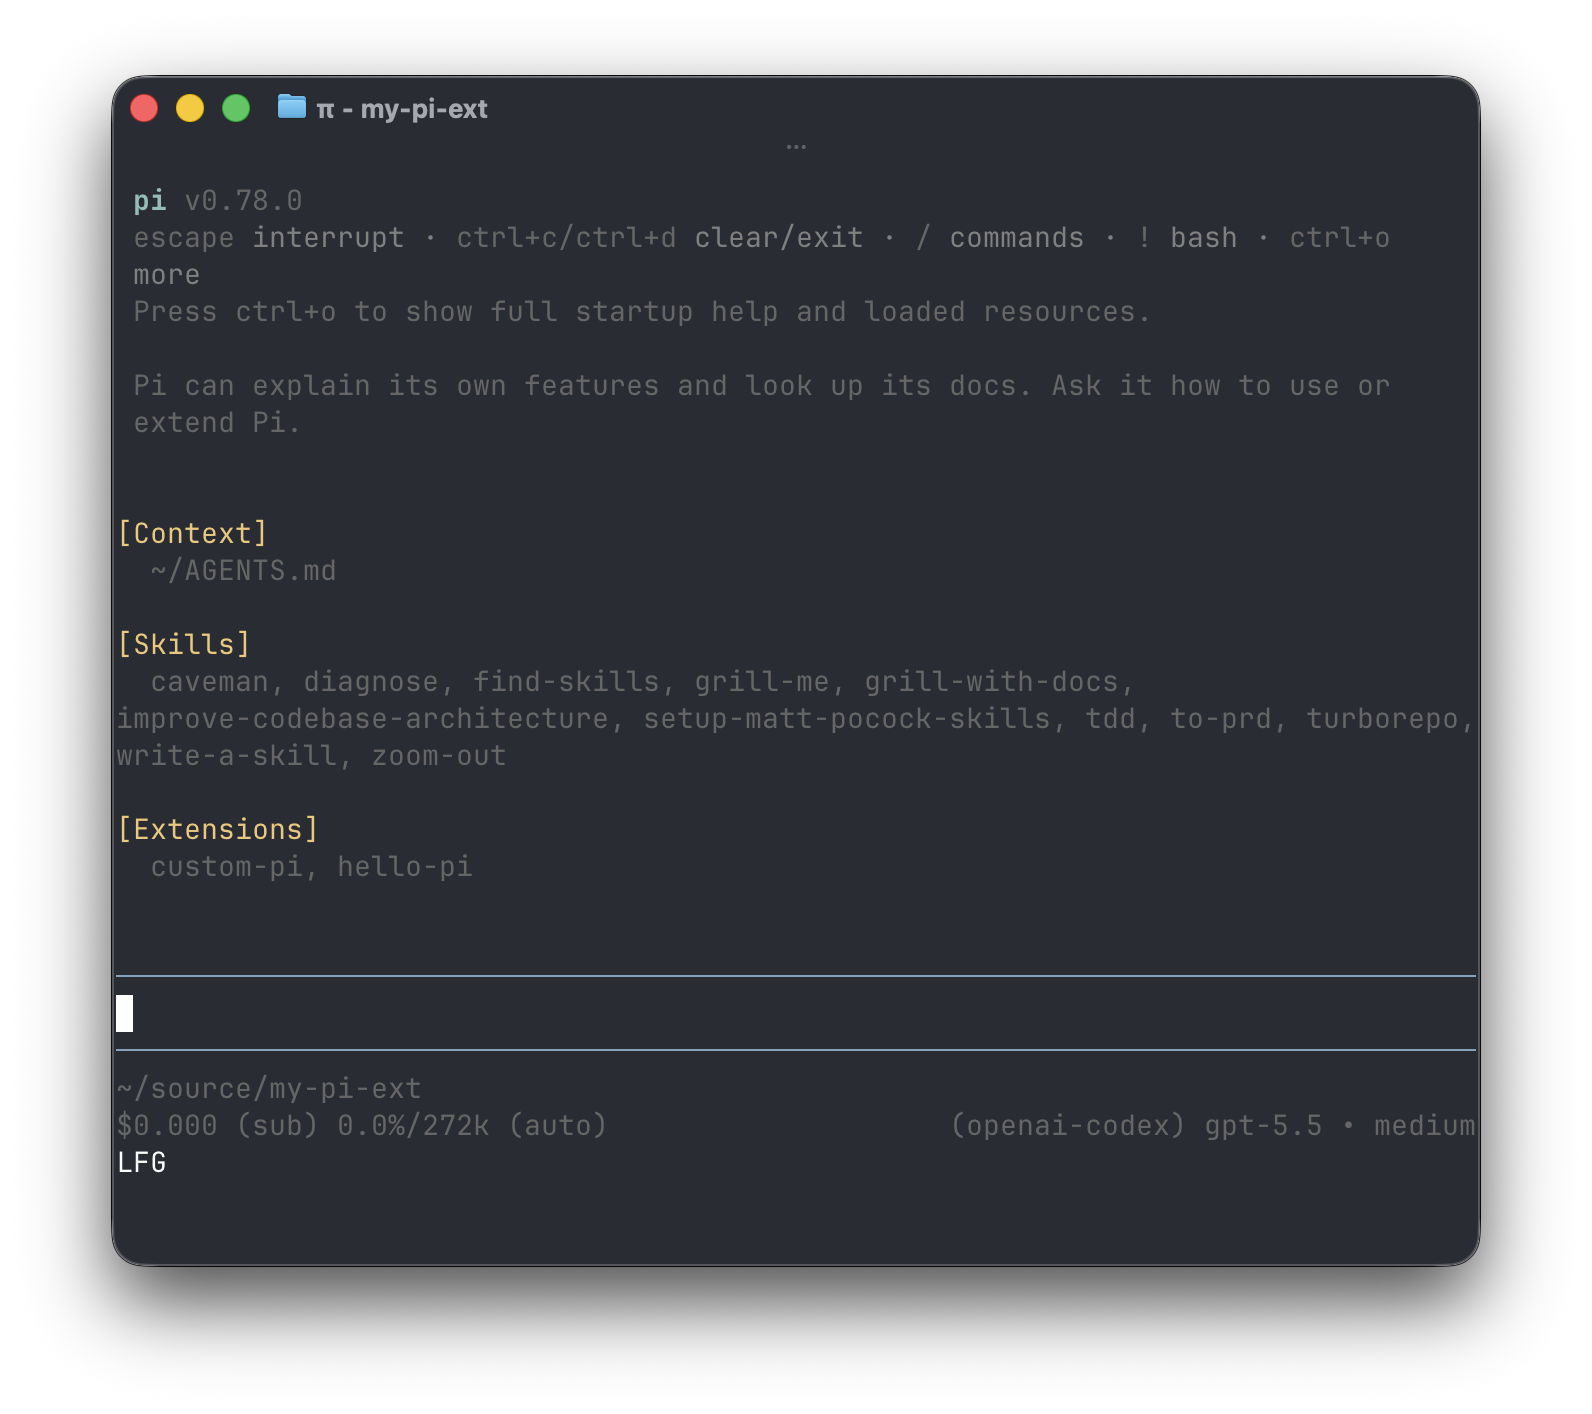 π - my-pi-ext
...
pi v0.78.0
escape interrupt · ctrl+c/ctrl+d clear/exit · / commands · ! bash · ctrl+o
more
Press ctrl+o to show full startup help and loaded resources.
Pi can explain its own features and look up its docs. Ask it how to use or
extend Pi.
[Context]
~/AGENTS.md
[Skills]
caveman, diagnose, find-skills, grill-me, grill-with-docs,
improve-codebase-architecture, setup-matt-pocock-skills, tdd, to-prd, turborepo,
write-a-skill, zoom-out
[Extensions]
custom-pi, hello-pi
~/source/my-pi-ext
$0.000 (sub) 0.0%/272k (auto) (openai-codex) gpt-5.5 • medium
LFG